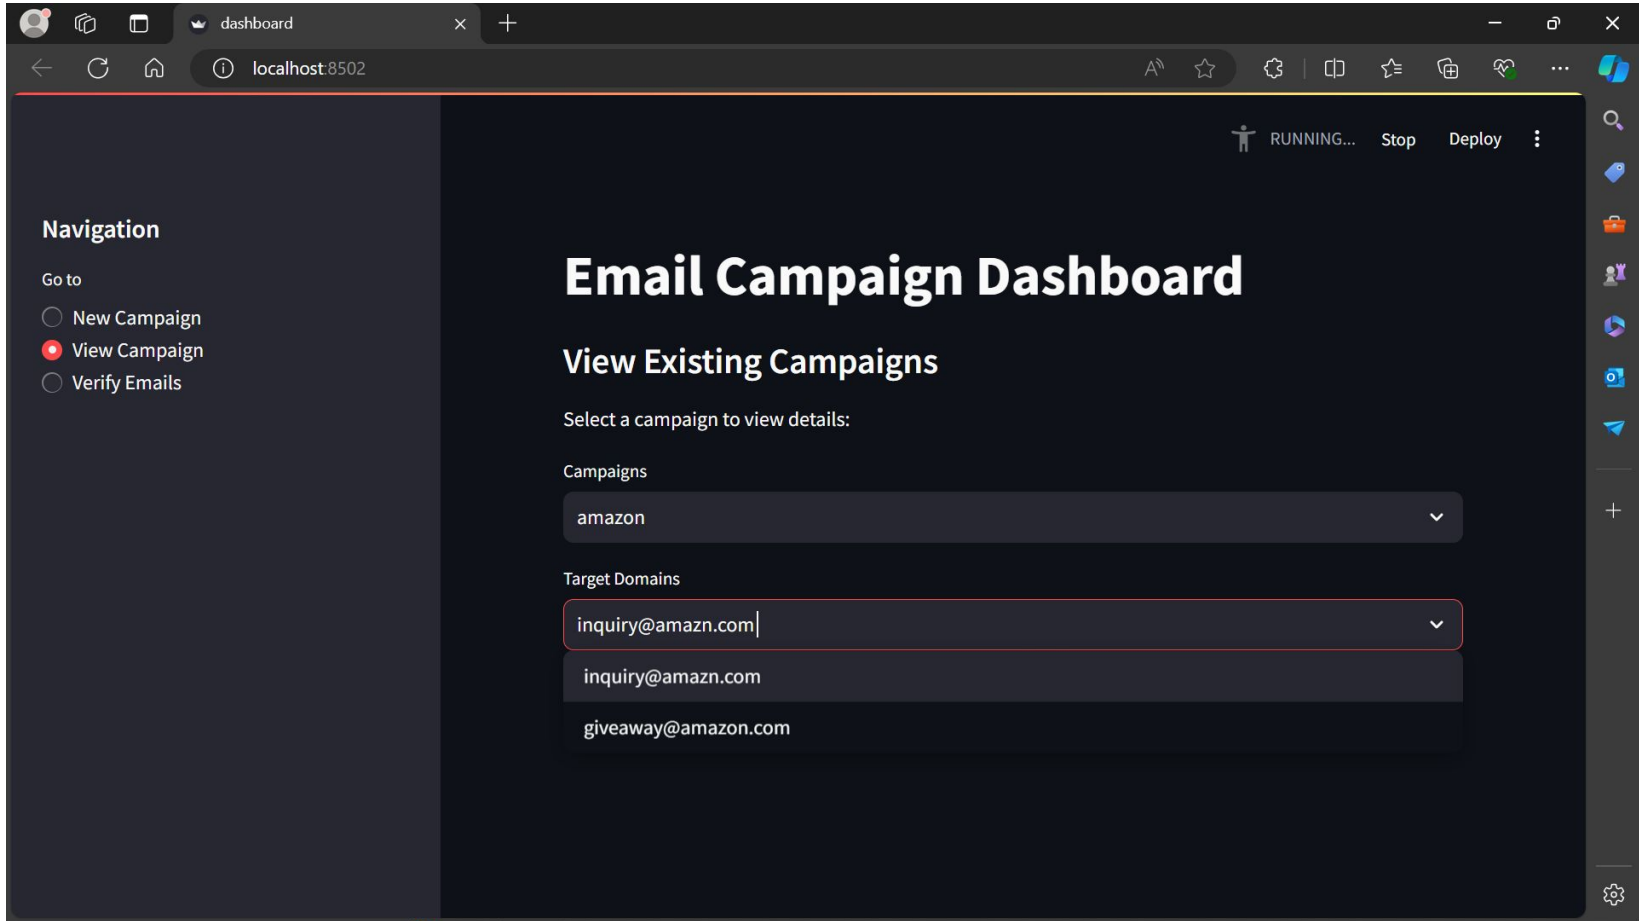 dashboard
localhost:8502
RUNNING...
Stop
Deploy
Navigation
Go to
New Campaign
View Campaign
Verify Emails
Email Campaign Dashboard
View Existing Campaigns
Select a campaign to view details:
Campaigns
amazon
Target Domains
inquiry@amazn.com
inquiry@amazn.com
giveaway@amazon.com